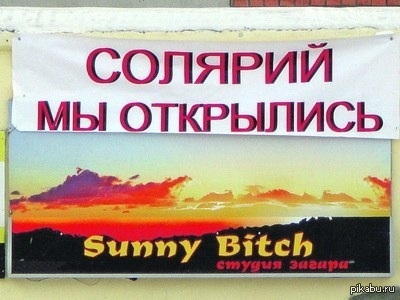 СОЛЯРИЙ
МЫ ОТКРЫЛИСЬ
Sunny Bitch
студия загара
pikabu.ru